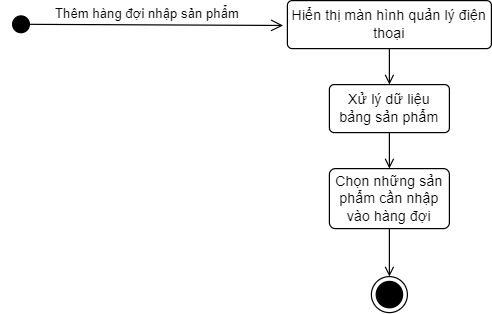 Thêm hàng đợi nhập sản phẩm
Hiển thị màn hình quản lý điện
thoại
Xử lý dữ liệu
bảng sản phẩm
Chọn những sản
phẩm cần nhập
vào hàng đợi